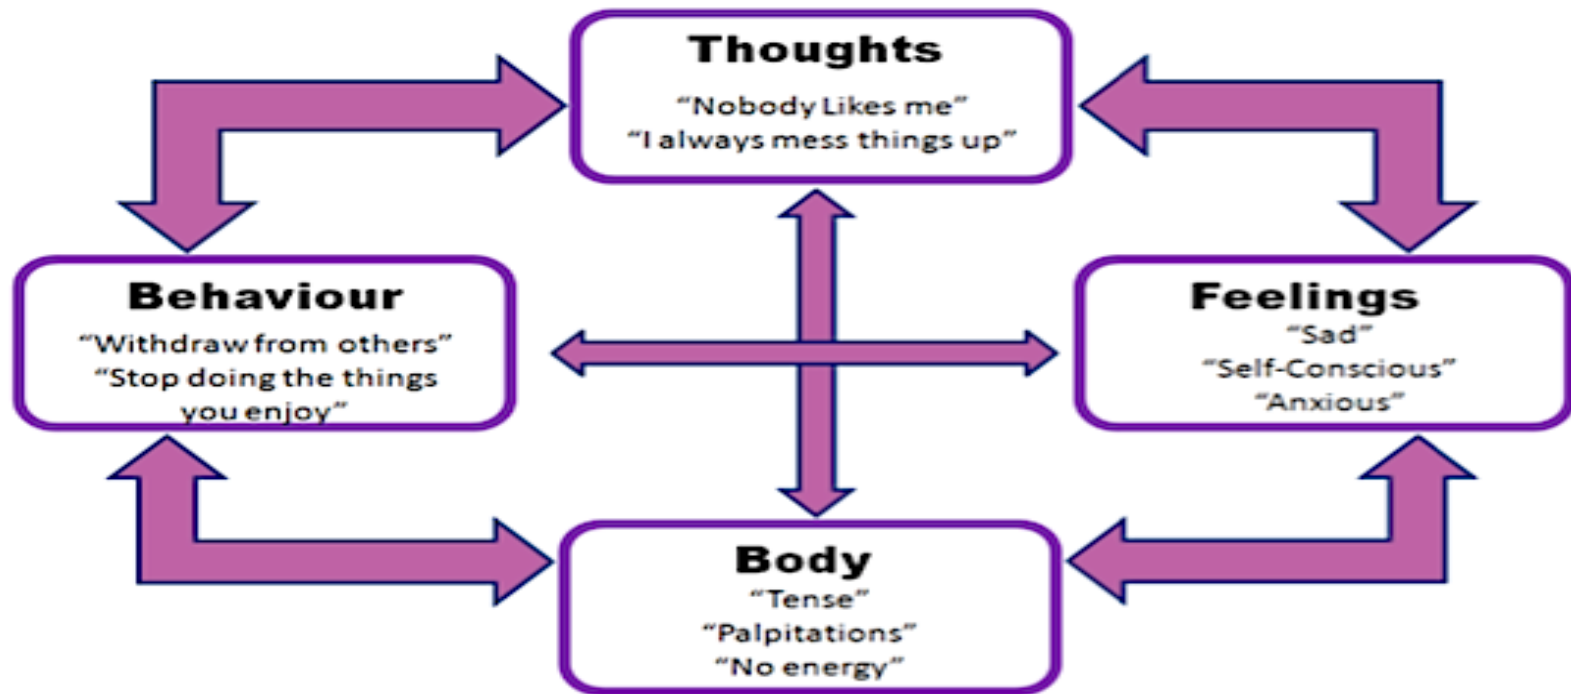 Thoughts
“Nobody Likes me”
“I always mess things up”
Behaviour
“Withdraw from others”
“Stop doing the things
you enjoy”
Feelings
“Sad”
“Self-Conscious”
“Anxious”
Body
“Tense”
“Palpitations”
“No energy”